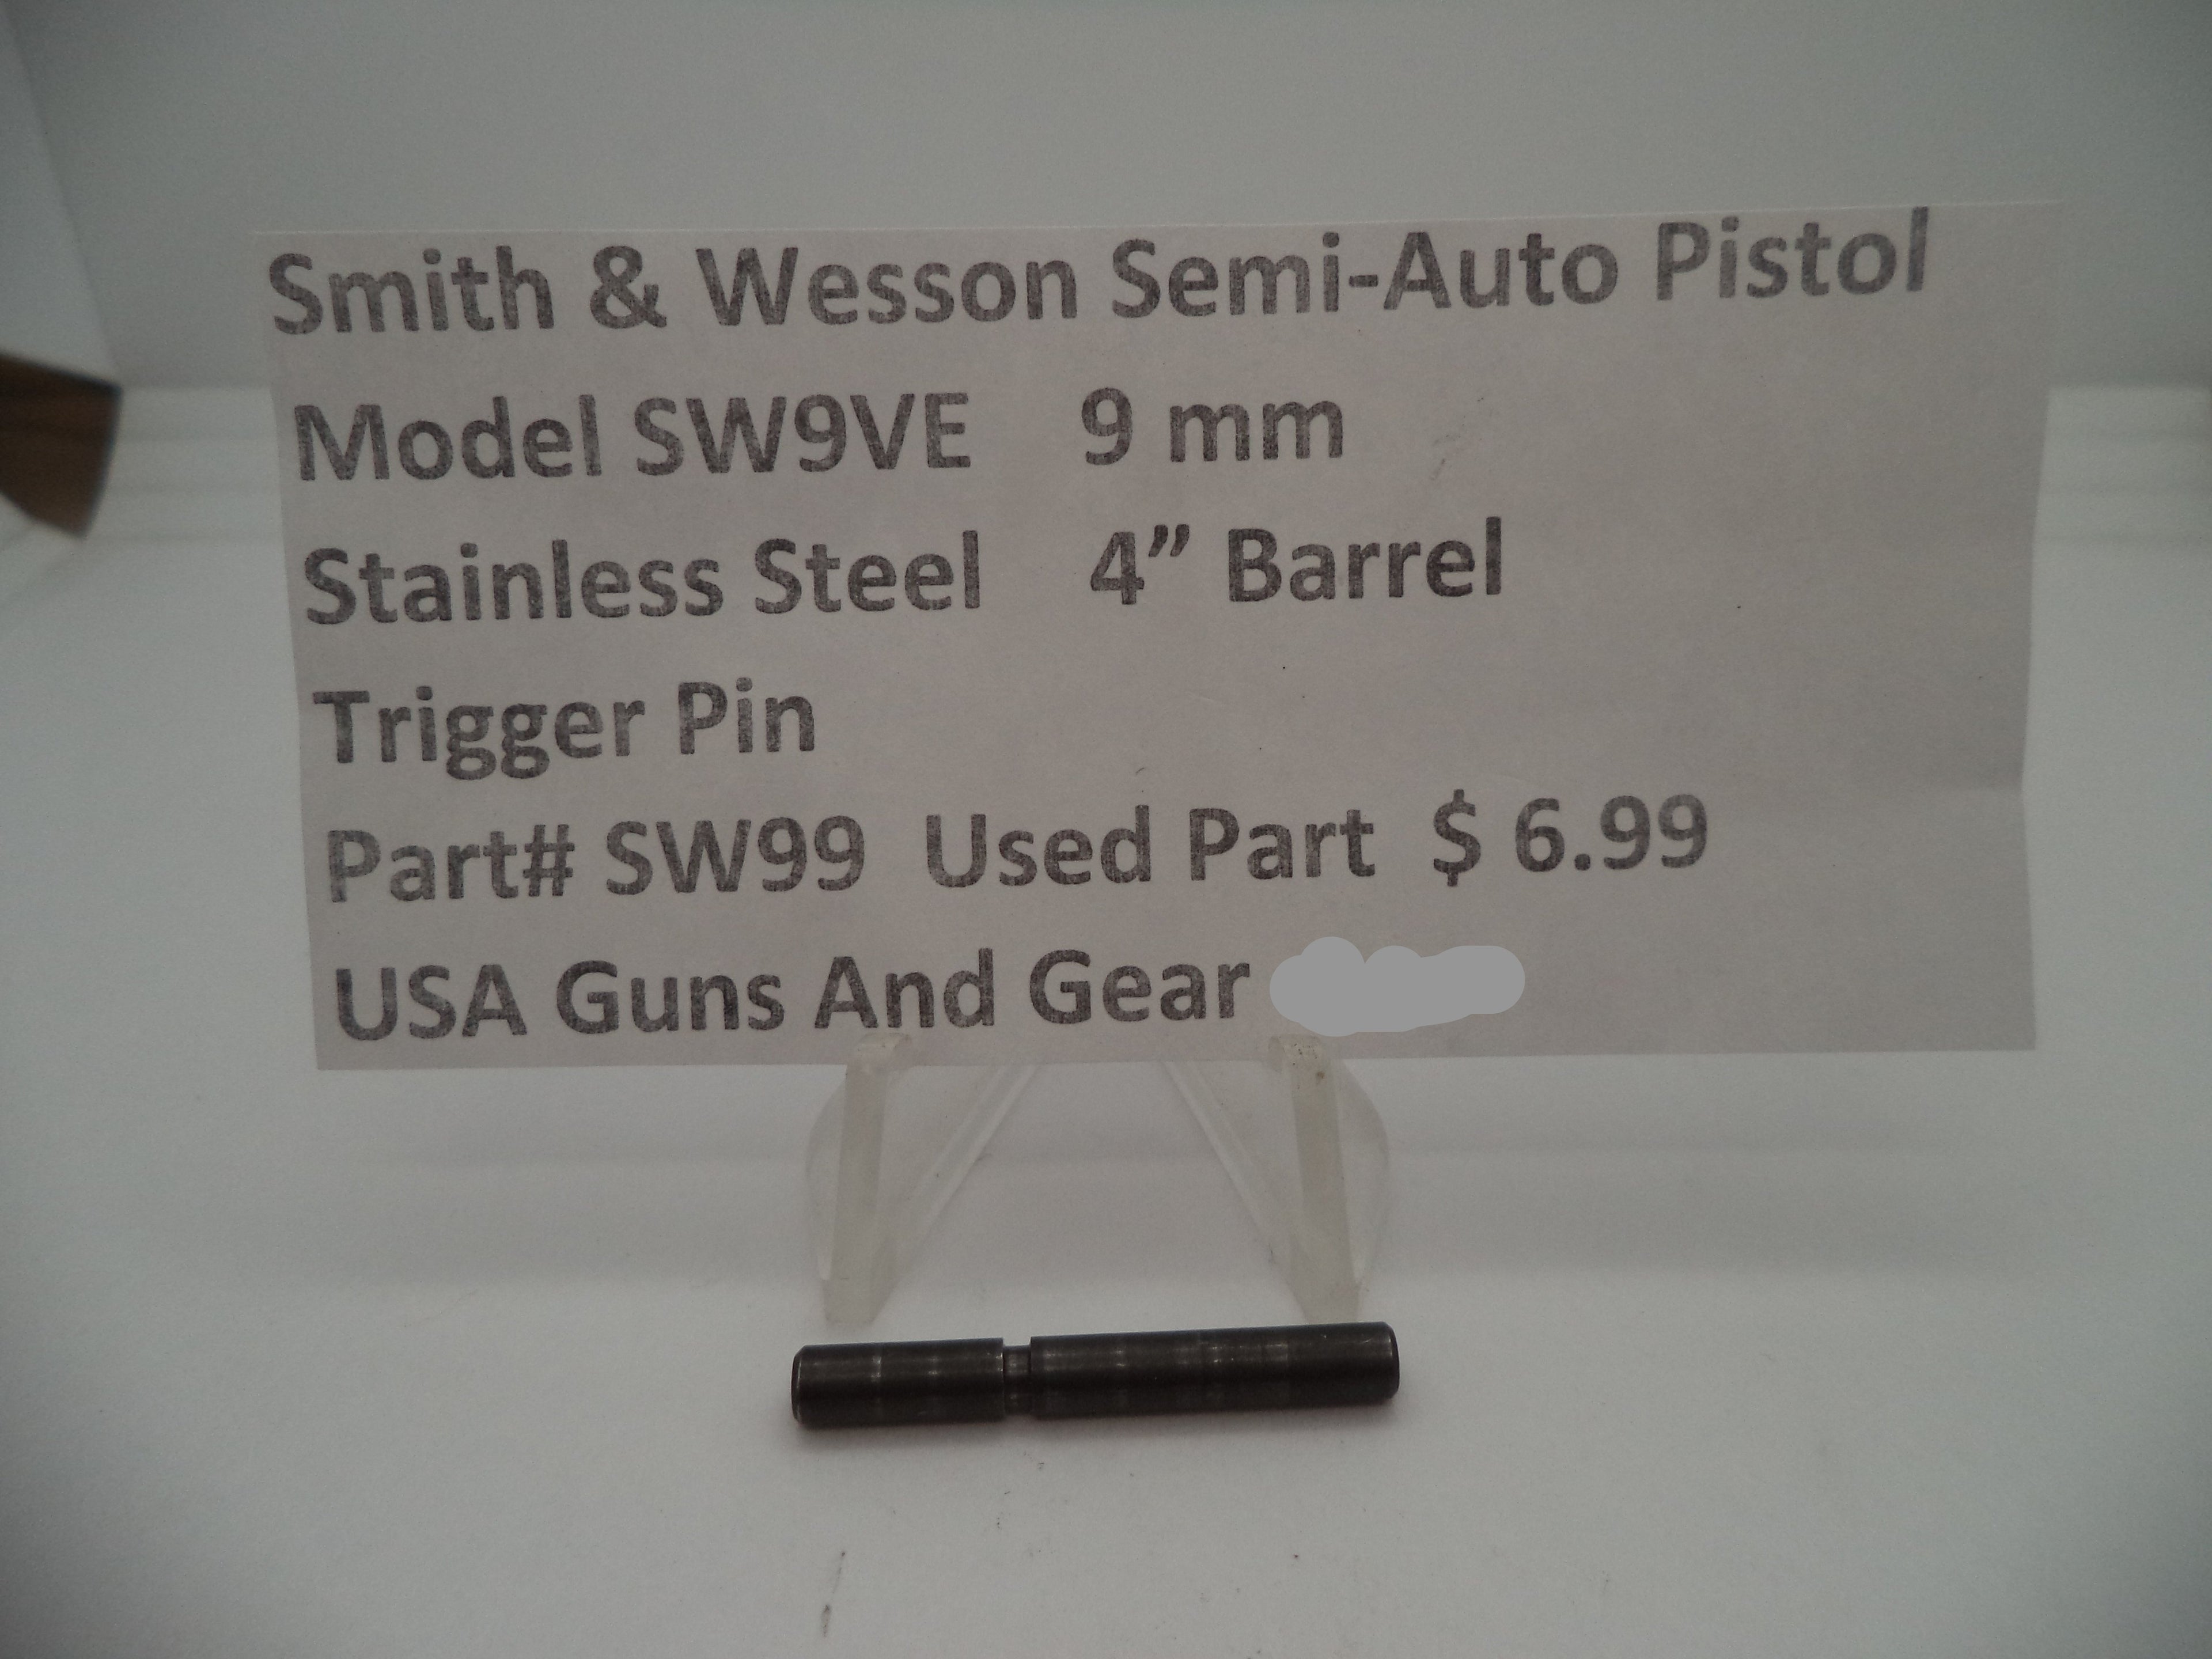 Smith & Wesson Semi-Auto Pistol
Model SW9VE 9 mm
Stainless Steel 4” Barrel
Trigger Pin
Part# SW99 Used Part $ 6.99
USA Guns And Gear